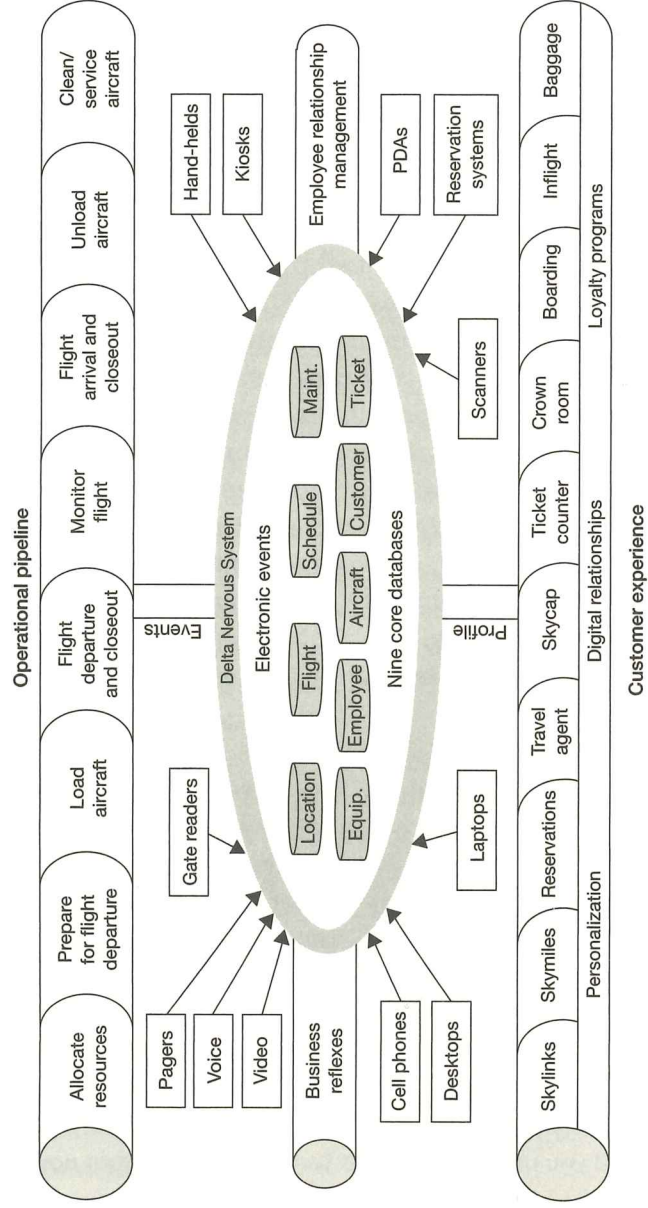 Operational pipeline
Allocate
resources
Prepare
for flight
departure
Load
aircraft
Flight
departure
and closeout
Monitor
flight
Flight
arrival and
closeout
Unload
aircraft
Clean/
service
aircraft
Pagers
Voice
Video
Gate readers
Events
Hand-helds
Kiosks
Business
reflexes
Delta Nervous System
Electronic events
Location
Flight
Schedule
Maint.
Equip.
Employee
Aircraft
Customer
Ticket
Nine core databases
Employee relationship
management
Cell phones
Desktops
Laptops
Profile
Scanners
PDAs
Reservation
systems
Skylinks
Skymiles
Reservations
Travel
agent
Skycap
Ticket
counter
Crown
room
Boarding
Inflight
Baggage
Personalization
Digital relationships
Loyalty programs
Customer experience